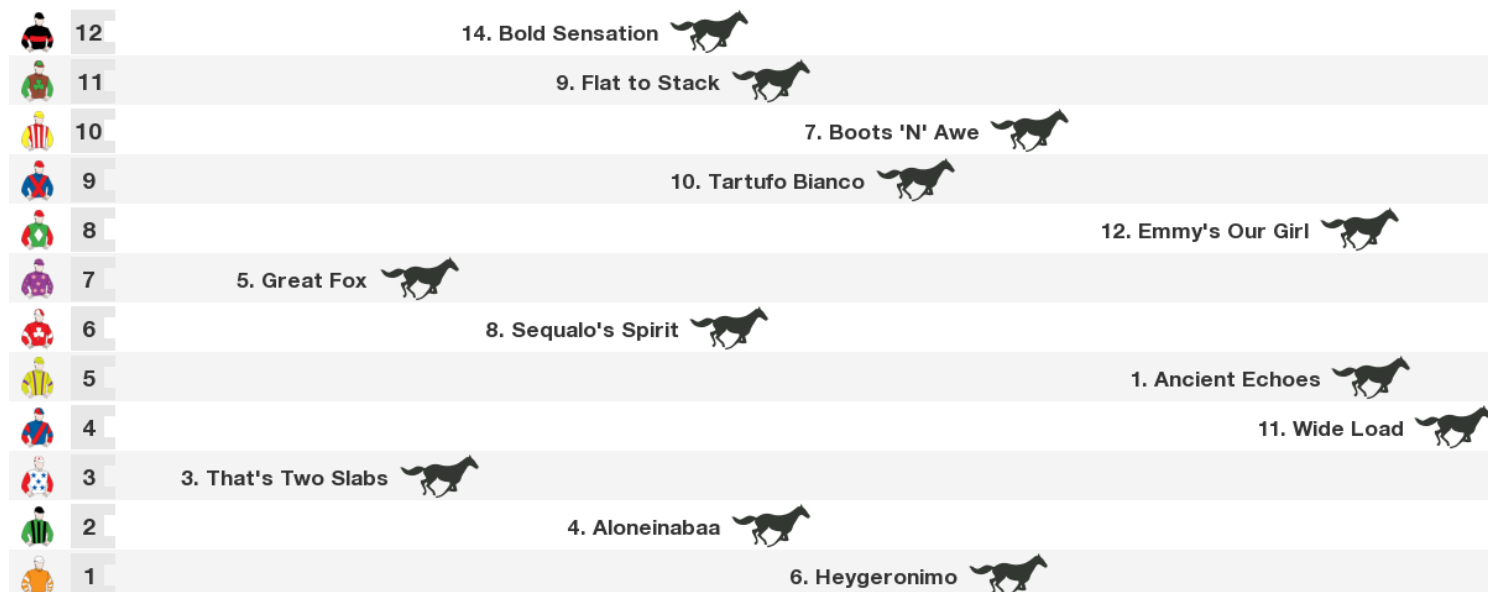 12 14. Bold Sensation
11 9. Flat to Stack
10 7. Boots 'N' Awe
9 10. Tartufo Bianco
8 12. Emmy's Our Girl
7 5. Great Fox
6 8. Sequalo's Spirit
5 1. Ancient Echoes
4 11. Wide Load
3 3. That's Two Slabs
2 4. Aloneinabaa
1 6. Heygeronimo